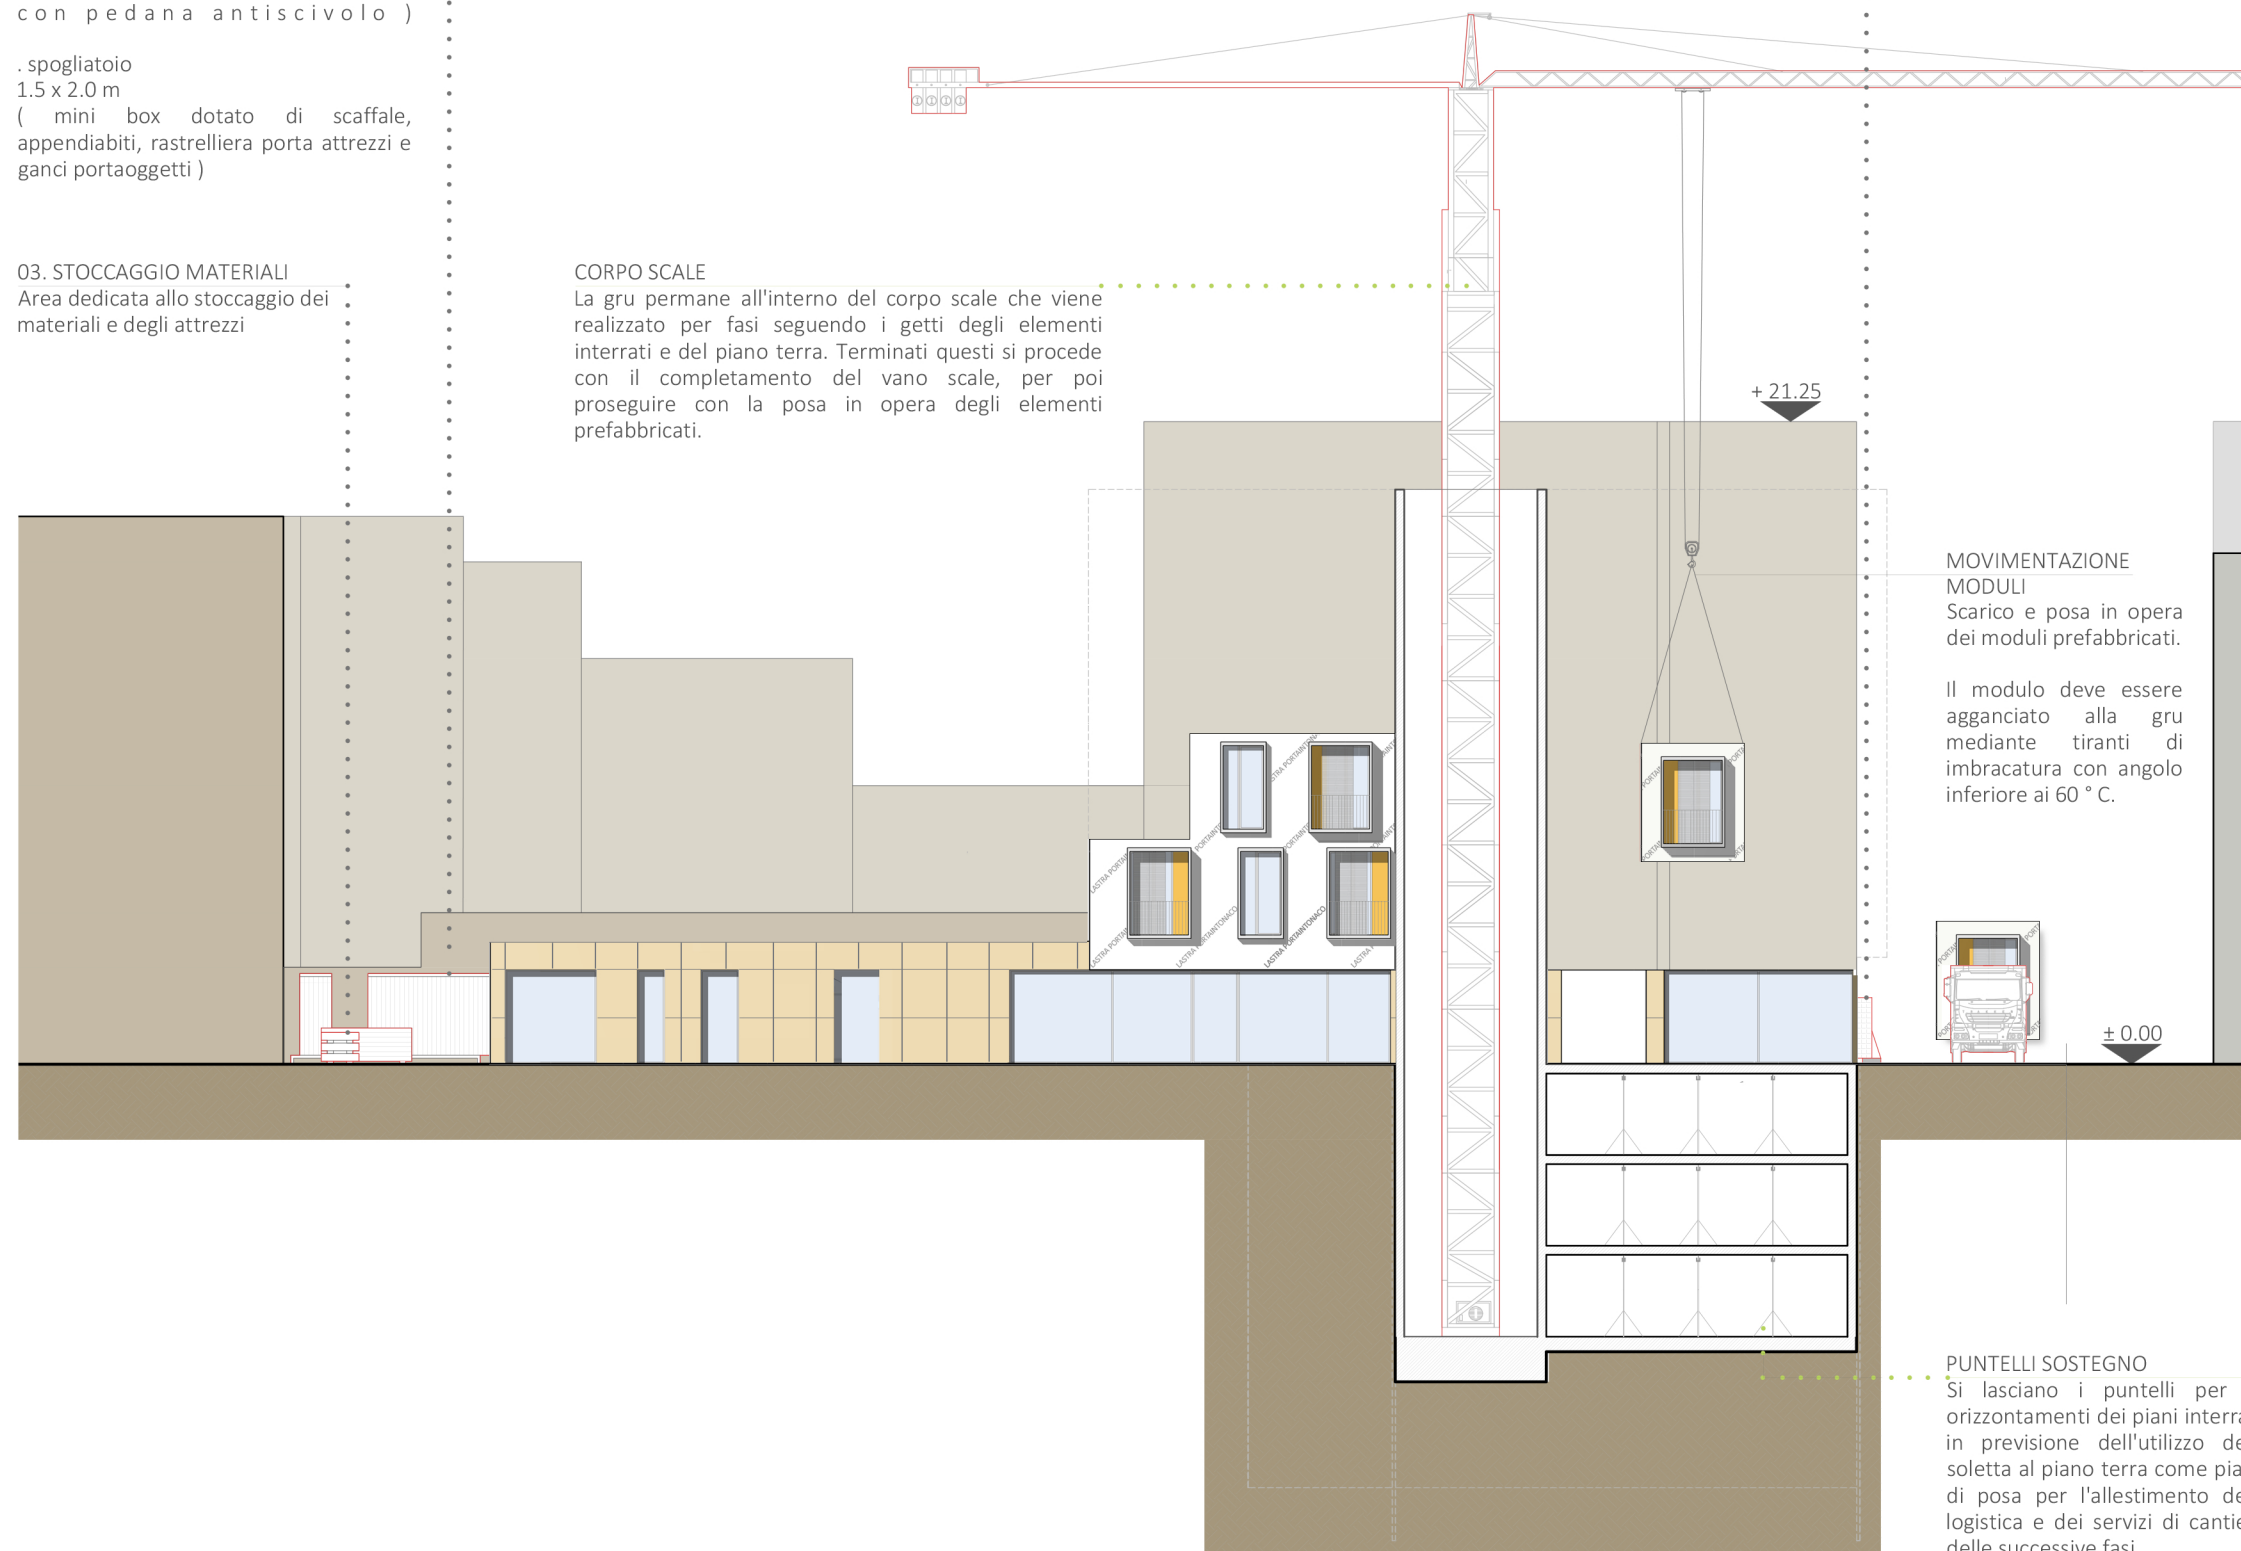 con pedana antiscivolo )
. spogliatoio
1.5 x 2.0 m
( mini box dotato di scaffale,
appendiabiti, rastrelliera porta attrezzi e
ganci portaoggetti )
03. STOCCAGGIO MATERIALI
Area dedicata allo stoccaggio dei
materiali e degli attrezzi
CORPO SCALE
La gru permane all'interno del corpo scale che viene
realizzato per fasi seguendo i getti degli elementi
interrati e del piano terra. Terminati questi si procede
con il completamento del vano scale, per poi
proseguire con la posa in opera degli elementi
prefabbricati.
+ 21.25
MOVIMENTAZIONE
MODULI
Scarico e posa in opera
dei moduli prefabbricati.
Il modulo deve essere
agganciato alla gru
mediante tiranti di
imbracatura con angolo
inferiore ai 60 ° C.
± 0.00
LASTRA PORTAINTONACO
LASTRA PORTAINTONACO
PUNTELLI SOSTEGNO
Si lasciano i puntelli per
orizzontamenti dei piani interra
in previsione dell'utilizzo de
soletta al piano terra come pia
di posa per l'allestimento de
logistica e dei servizi di cantie
delle successive fasi